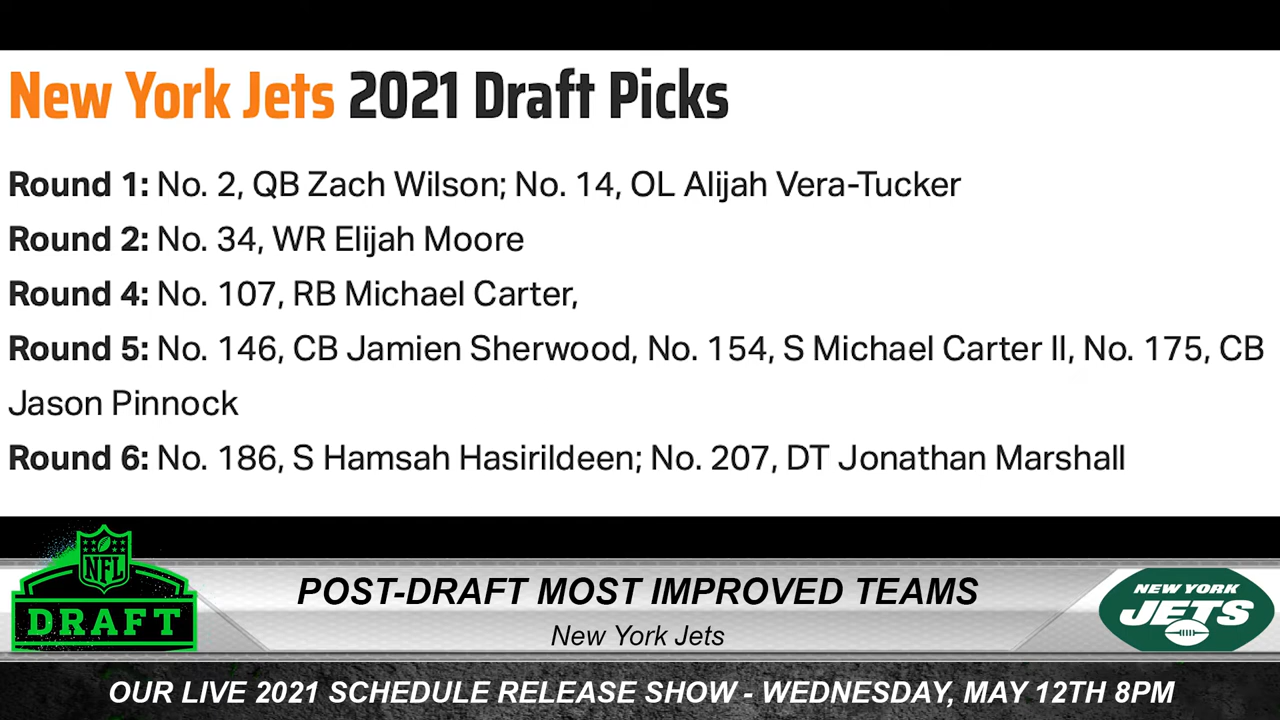 New York Jets 2021 Draft Picks
Round 1: No. 2, QB Zach Wilson; No. 14, OL Alijah Vera-Tucker
Round 2: No. 34, WR Elijah Moore
Round 4: No. 107, RB Michael Carter,
Round 5: No. 146, CB Jamien Sherwood, No. 154, S Michael Carter II, No. 175, CB
Jason Pinnock
Round 6: No. 186, S Hamsah Hasirildeen; No. 207, DT Jonathan Marshall
NFL
DRAFT
POST-DRAFT MOST IMPROVED TEAMS
New York Jets
NEW YORK
JETS
OUR LIVE 2021 SCHEDULE RELEASE SHOW - WEDNESDAY, MAY 12TH 8PM